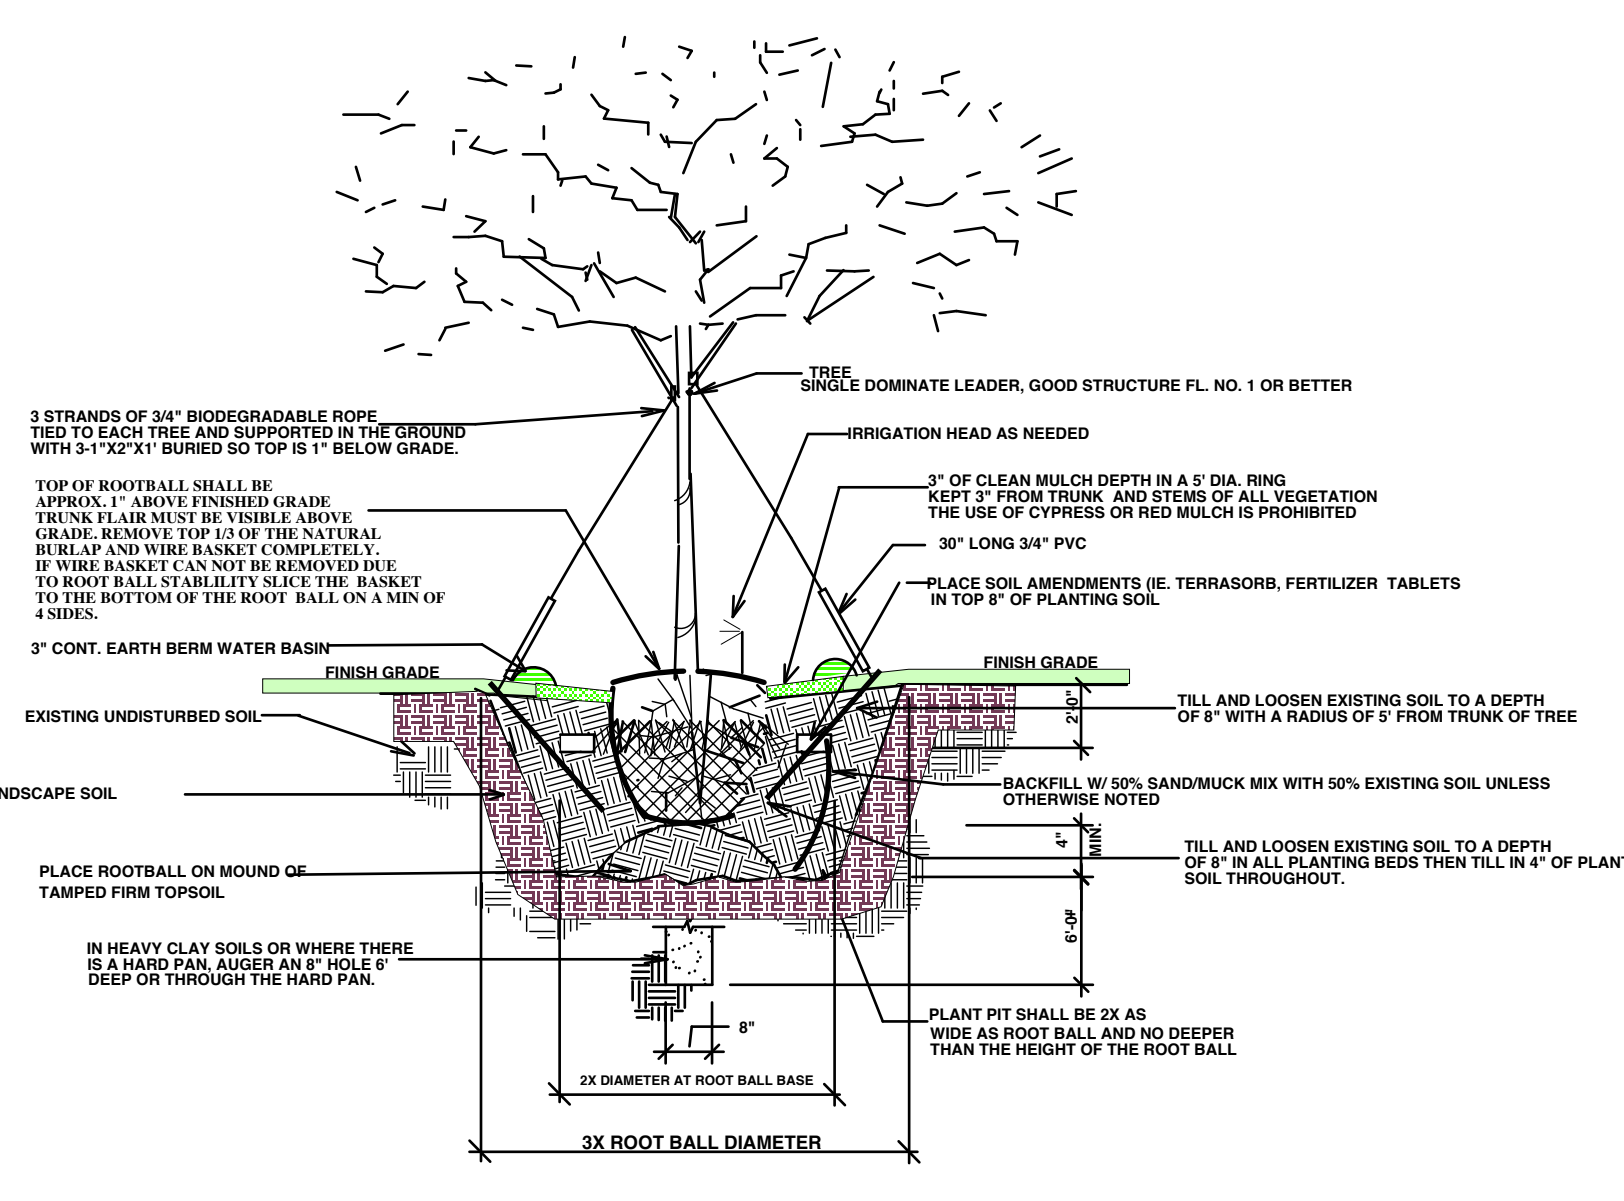 TREE
SINGLE DOMINATE LEADER, GOOD STRUCTURE FL. NO. 1 OR BETTER
3 STRANDS OF 3/4" BIODEGRADABLE ROPE
TIED TO EACH TREE AND SUPPORTED IN THE GROUND
WITH 3-1"X2"X1' BURIED SO TOP IS 1" BELOW GRADE.
IRRIGATION HEAD AS NEEDED
TOP OF ROOTBALL SHALL BE
APPROX. 1" ABOVE FINISHED GRADE
TRUNK FLAIR MUST BE VISIBLE ABOVE
GRADE. REMOVE TOP 1/3 OF THE NATURAL
BURLAP AND WIRE BASKET COMPLETELY.
IF WIRE BASKET CAN NOT BE REMOVED DUE
TO ROOT BALL STABLILITY SLICE THE BASKET
TO THE BOTTOM OF THE ROOT BALL ON A MIN OF
4 SIDES.
3" OF CLEAN MULCH DEPTH IN A 5' DIA. RING
KEPT 3" FROM TRUNK AND STEMS OF ALL VEGETATION
THE USE OF CYPRESS OR RED MULCH IS PROHIBITED
30" LONG 3/4" PVC
PLACE SOIL AMENDMENTS (IE. TERRASORB, FERTILIZER TABLETS
IN TOP 8" OF PLANTING SOIL
3" CONT. EARTH BERM WATER BASIN
FINISH GRADE
FINISH GRADE
EXISTING UNDISTURBED SOIL
2'-0"
TILL AND LOOSEN EXISTING SOIL TO A DEPTH
OF 8" WITH A RADIUS OF 5' FROM TRUNK OF TREE
NDSCAPE SOIL
BACKFILL W/ 50% SAND/MUCK MIX WITH 50% EXISTING SOIL UNLESS
OTHERWISE NOTED
4"
MIN.
TILL AND LOOSEN EXISTING SOIL TO A DEPTH
OF 8" IN ALL PLANTING BEDS THEN TILL IN 4" OF PLAN
SOIL THROUGHOUT.
PLACE ROOTBALL ON MOUND OF
TAMPED FIRM TOPSOIL
6'-0"
IN HEAVY CLAY SOILS OR WHERE THERE
IS A HARD PAN, AUGER AN 8" HOLE 6'
DEEP OR THROUGH THE HARD PAN.
PLANT PIT SHALL BE 2X AS
WIDE AS ROOT BALL AND NO DEEPER
THAN THE HEIGHT OF THE ROOT BALL
8"
2X DIAMETER AT ROOT BALL BASE
3X ROOT BALL DIAMETER